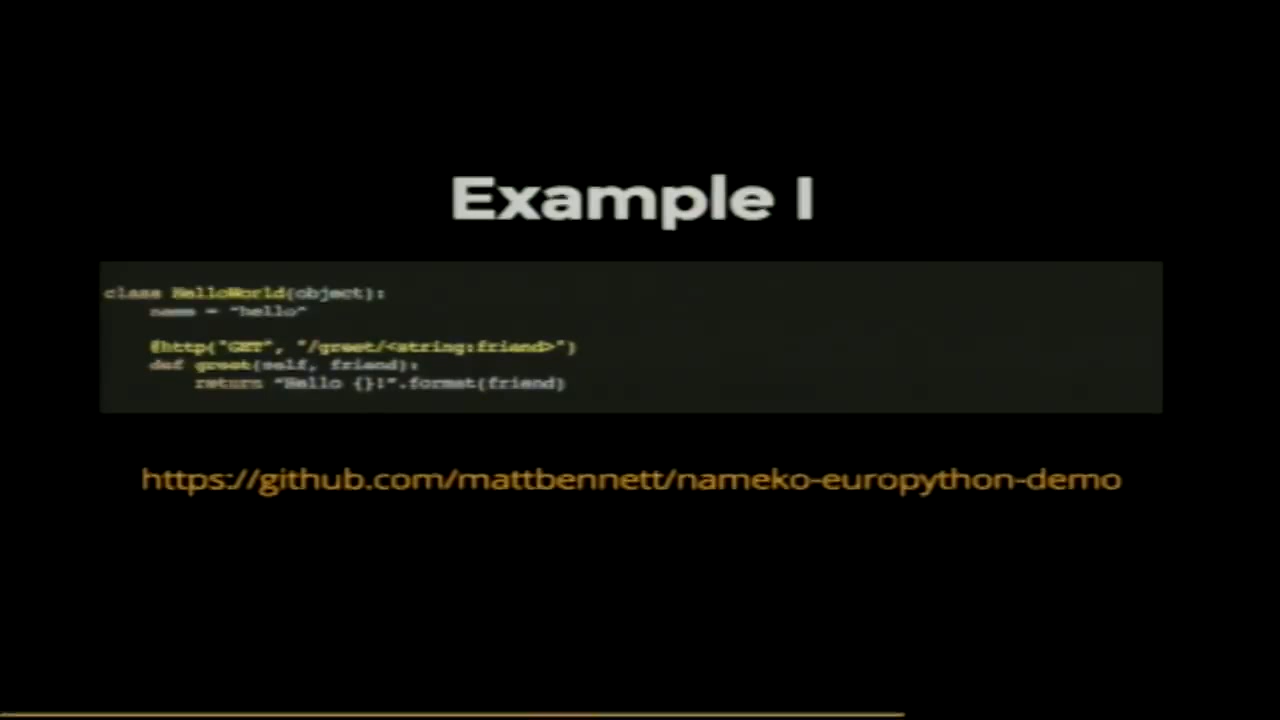 Example I
class HelloWorld(object):
name = "hello"
@http("GET", "/greet/<string:friend>")
def greet(self, friend):
return "Hello {}!".format(friend)
https://github.com/mattbennett/nameko-europython-demo